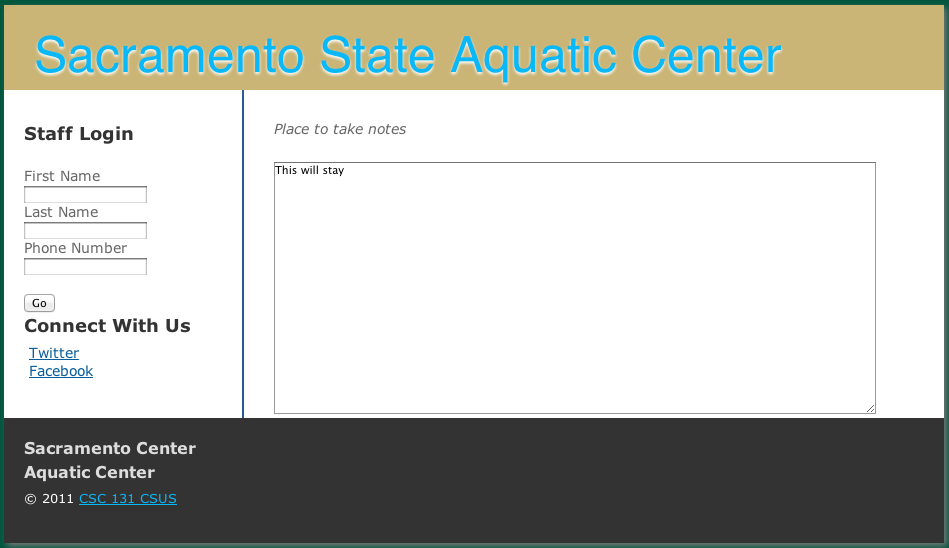 Sacramento State Aquatic Center
Staff Login
First Name
Last Name
Phone Number
Go
Connect With Us
Twitter
Facebook
Place to take notes
This will stay
Sacramento Center
Aquatic Center
© 2011 CSC 131 CSUS